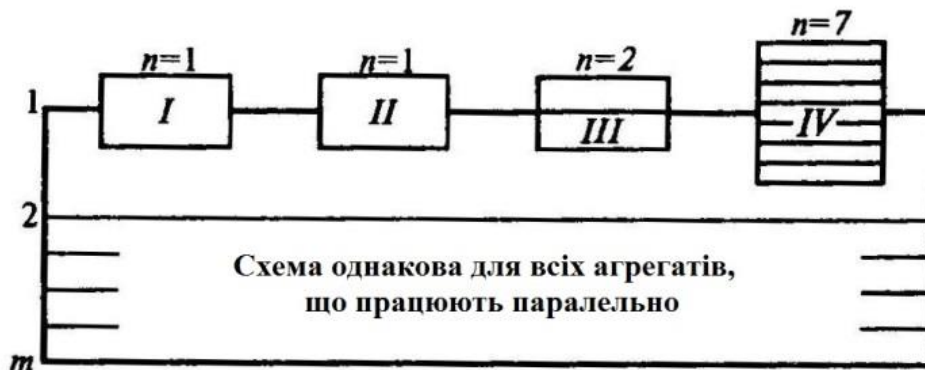 n=1 n=1 n=2 n=7
1 I II III IV
2
Схема однакова для всіх агрегатів,
що працюють паралельно
m